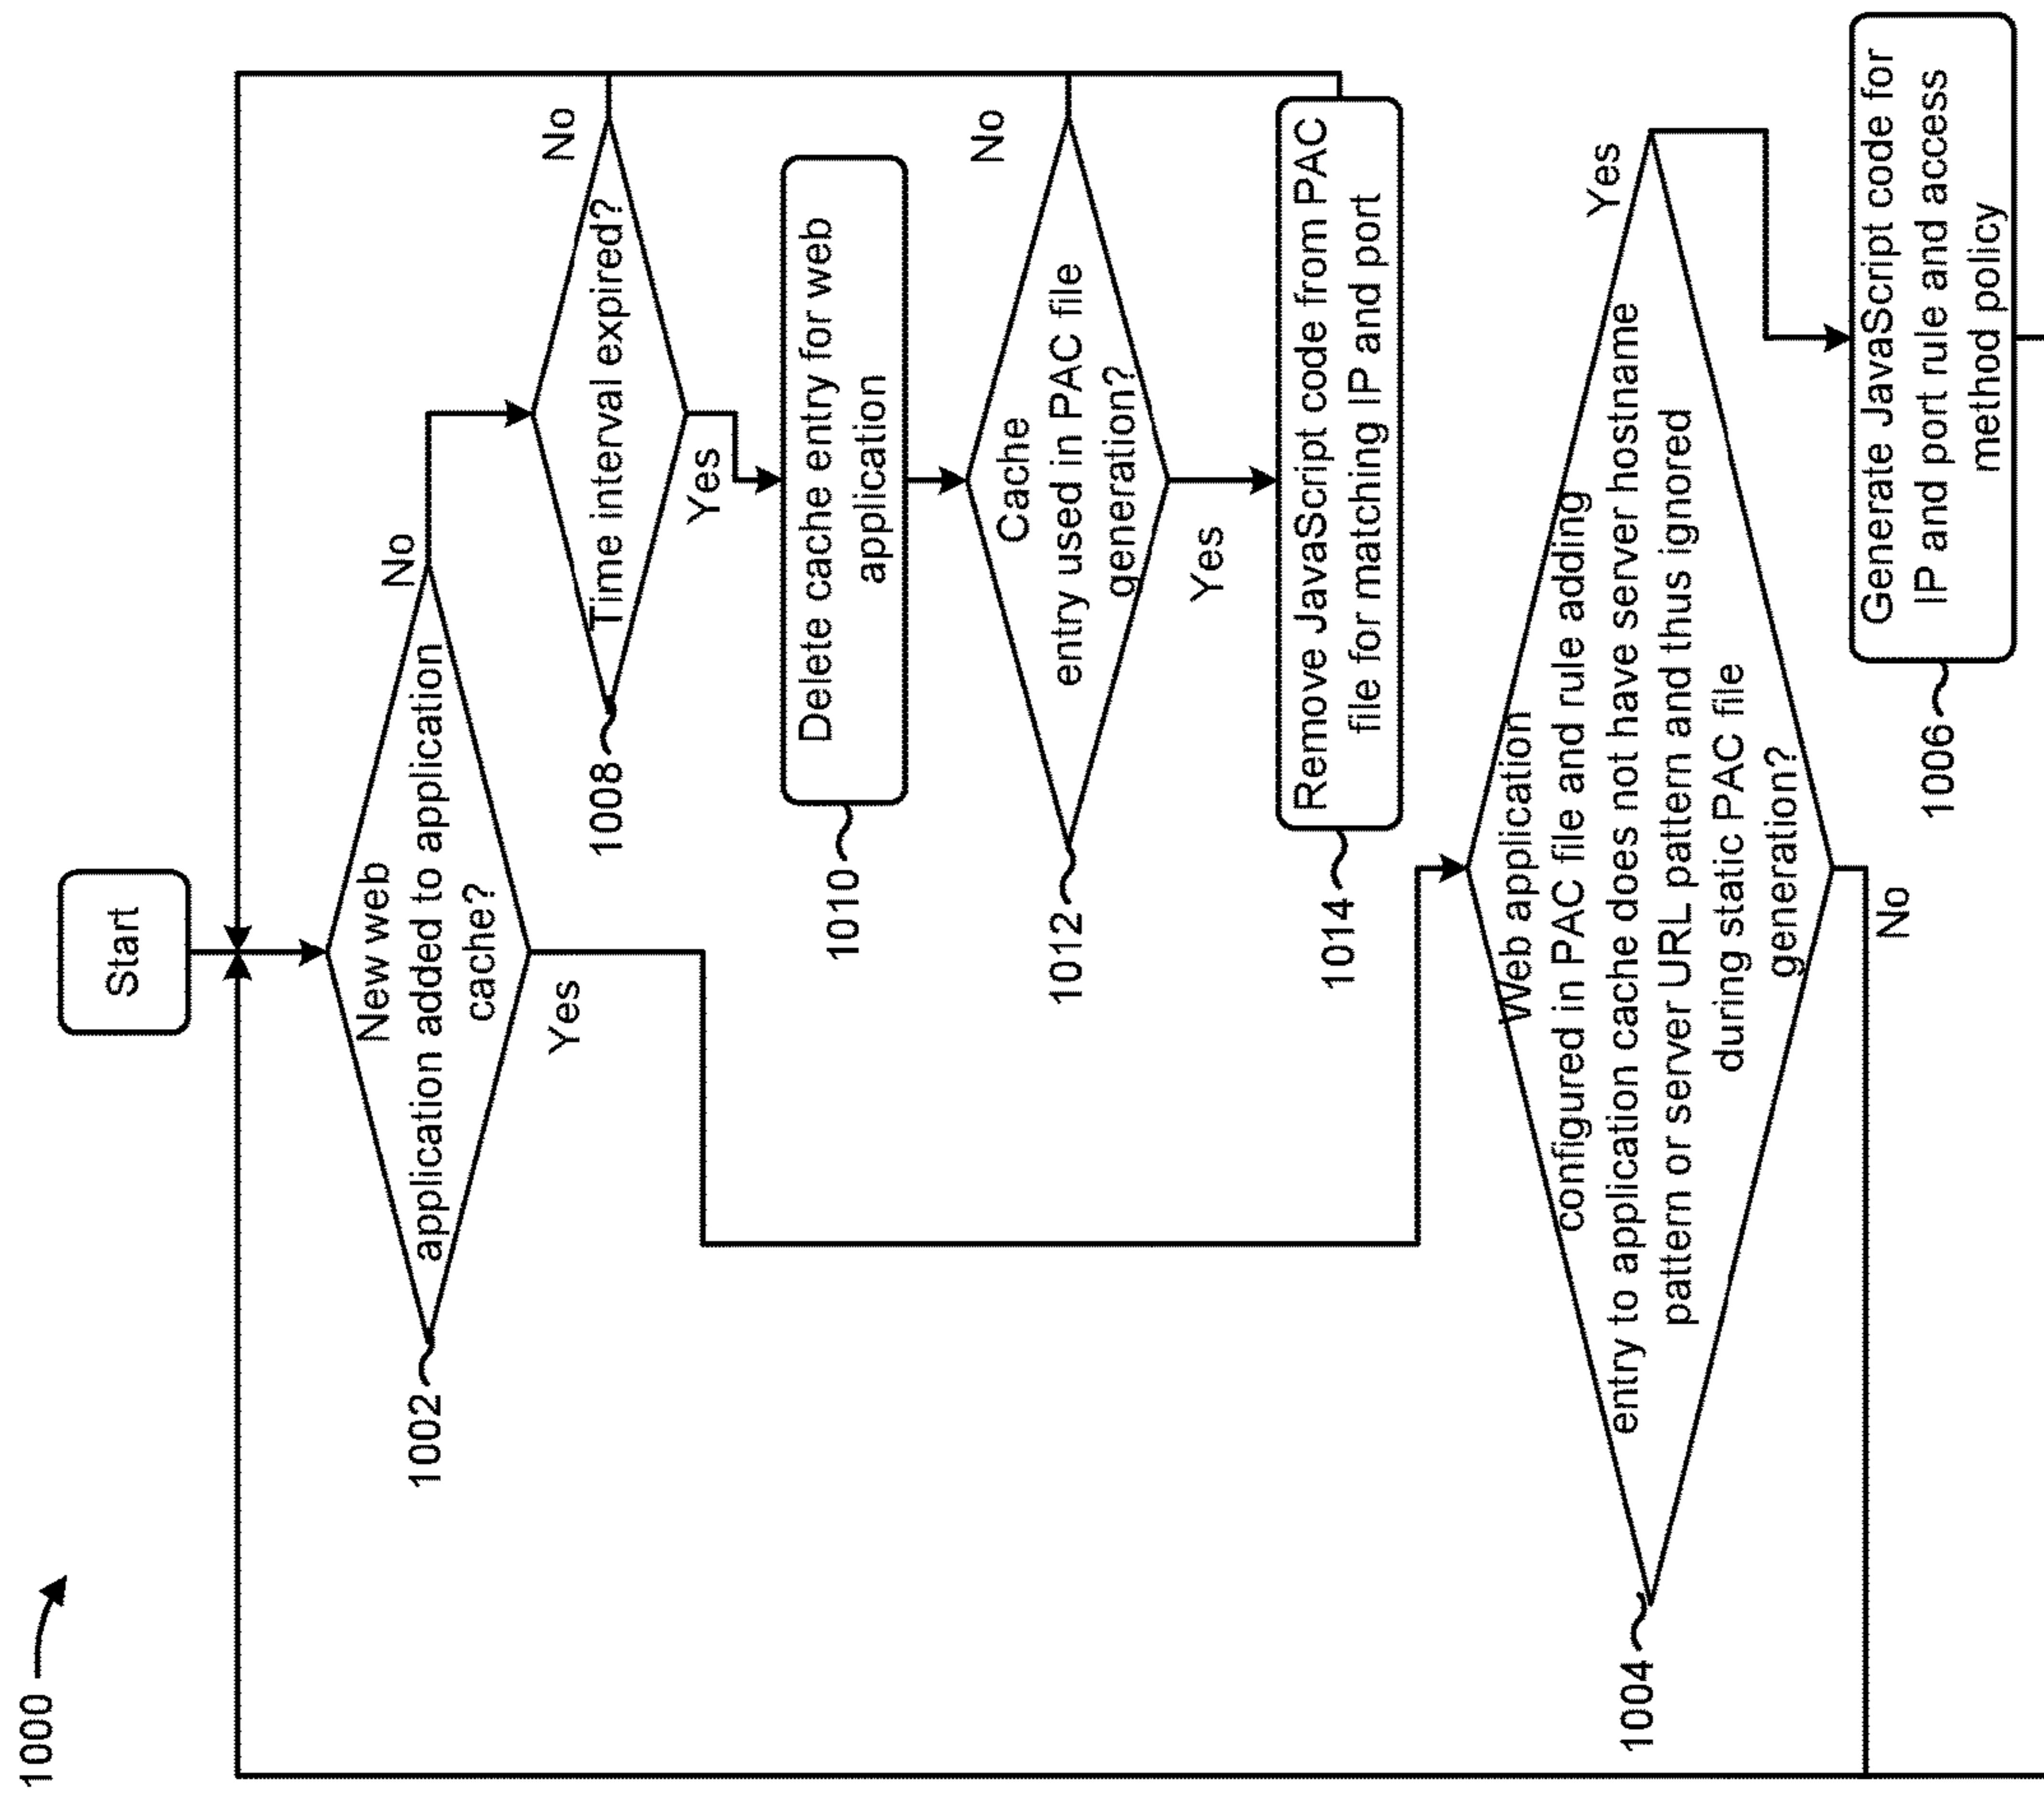 1000
Start
New web
application added to application
cache?
1002
No
Yes
Time interval expired?
1008
No
Yes
Delete cache entry for web
application
1010
Cache
entry used in PAC file
generation?
1012
No
Yes
Remove JavaScript code from PAC
file for matching IP and port
1014
Web application
configured in PAC file and rule adding
entry to application cache does not have server hostname
pattern or server URL pattern and thus ignored
during static PAC file
generation?
1004
Yes
No
Generate JavaScript code for
IP and port rule and access
method policy
1006